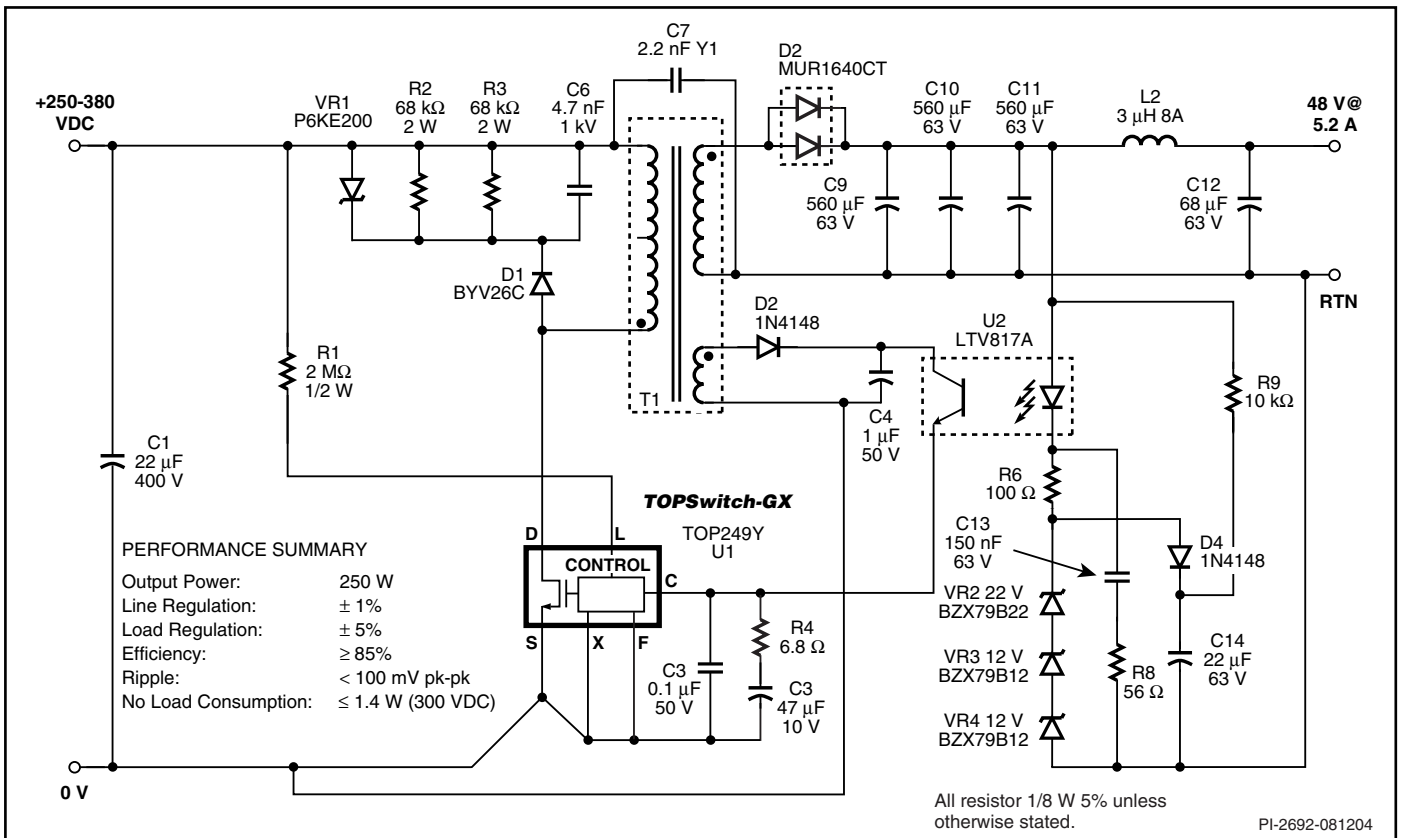 C7
2.2 nF Y1
D2
MUR1640CT
+250-380
VDC
VR1
P6KE200
R2
68 kΩ
2 W
R3
68 kΩ
2 W
C6
4.7 nF
1 kV
C10
560 µF
63 V
C11
560 µF
63 V
L2
3 µH 8A
48 V@
5.2 A
C9
560 µF
63 V
C12
68 µF
63 V
D1
BYV26C
RTN
D2
1N4148
U2
LTV817A
R1
2 MΩ
1/2 W
T1
R9
10 kΩ
C4
1 µF
50 V
C1
22 µF
400 V
R6
100 Ω
TOPSwitch-GX
TOP249Y
U1
D
L
CONTROL
C
S
X
F
C13
150 nF
63 V
D4
1N4148
PERFORMANCE SUMMARY
Output Power: 250 W
Line Regulation: ± 1%
Load Regulation: ± 5%
Efficiency: ≥ 85%
Ripple: < 100 mV pk-pk
No Load Consumption: ≤ 1.4 W (300 VDC)
VR2 22 V
BZX79B22
R4
6.8 Ω
C3
0.1 µF
50 V
C3
47 µF
10 V
VR3 12 V
BZX79B12
R8
56 Ω
C14
22 µF
63 V
VR4 12 V
BZX79B12
0 V
All resistor 1/8 W 5% unless
otherwise stated.
PI-2692-081204